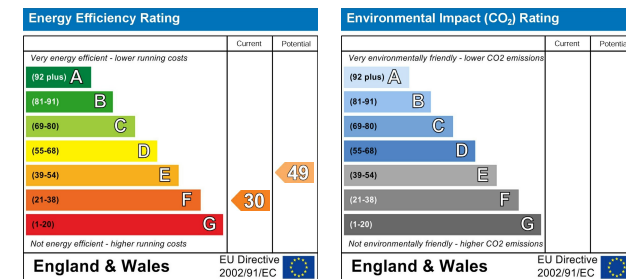 Energy Efficiency Rating
Current Potential
Very energy efficient - lower running costs
(92 plus) A
(81-91) B
(69-80) C
(55-68) D
(39-54) E
49
(21-38) F
30
(1-20) G
Not energy efficient - higher running costs
England & Wales
EU Directive
2002/91/EC
Environmental Impact (CO2) Rating
Current Potential
Very environmentally friendly - lower CO2 emissions
(92 plus) A
(81-91) B
(69-80) C
(55-68) D
(39-54) E
(21-38) F
(1-20) G
Not environmentally friendly - higher CO2 emissions
England & Wales
EU Directive
2002/91/EC